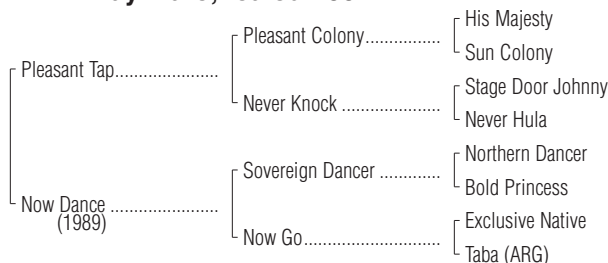 His Majesty
Pleasant Colony
Sun Colony
Pleasant Tap
Stage Door Johnny
Never Knock
Never Hula
Northern Dancer
Sovereign Dancer
Bold Princess
Now Dance
(1989)
Exclusive Native
Now Go
Taba (ARG)